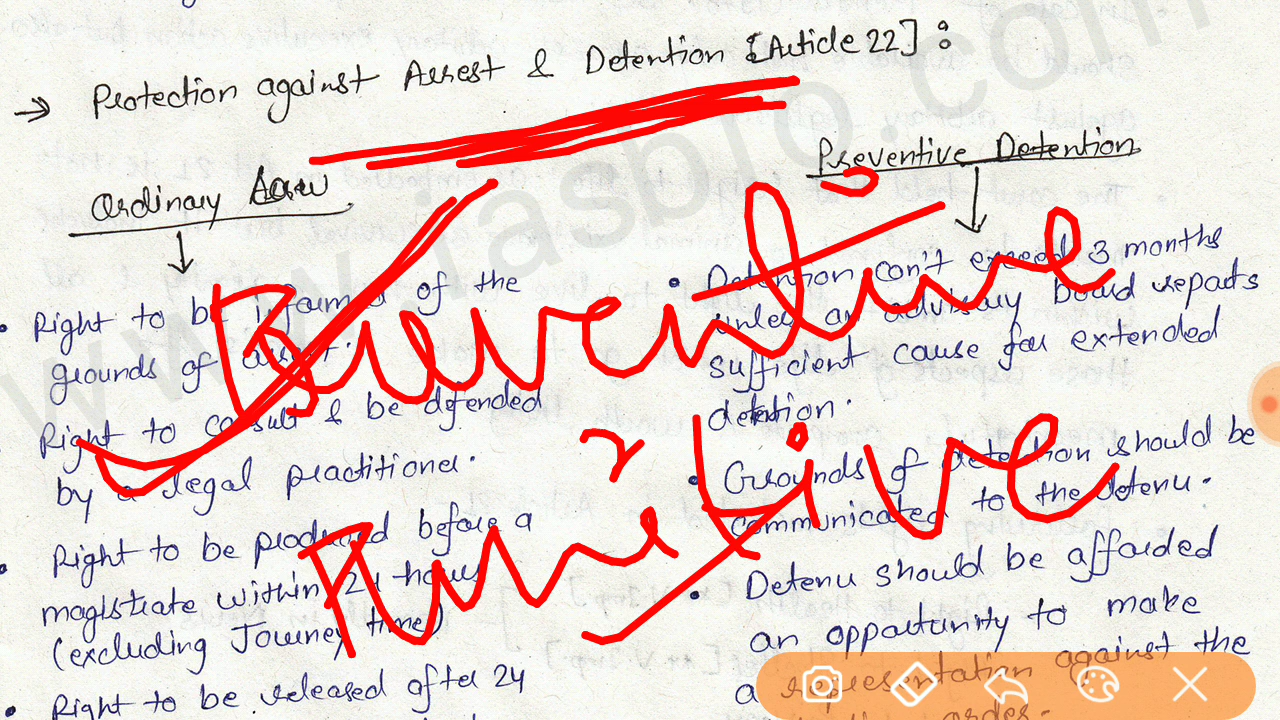 → Protection against Arrest & Detention [Article 22] :
Ordinary Law
Preventive Detention
• Right to be informed of the
grounds of arrest.
Right to consult & be defended
by a legal practitioner.
Right to be produced before a
magistrate within 24 hours
(excluding Journey time)
• Right to be released after 24
• Detention can't exceed 3 months
unless an advisory board reports
sufficient cause for extended
detention.
• Grounds of detention should be
communicated to the detenu.
• Detenu should be afforded
an opportunity to make
a representation against the
order.
Preventive
Punitive
www.iasbio.com